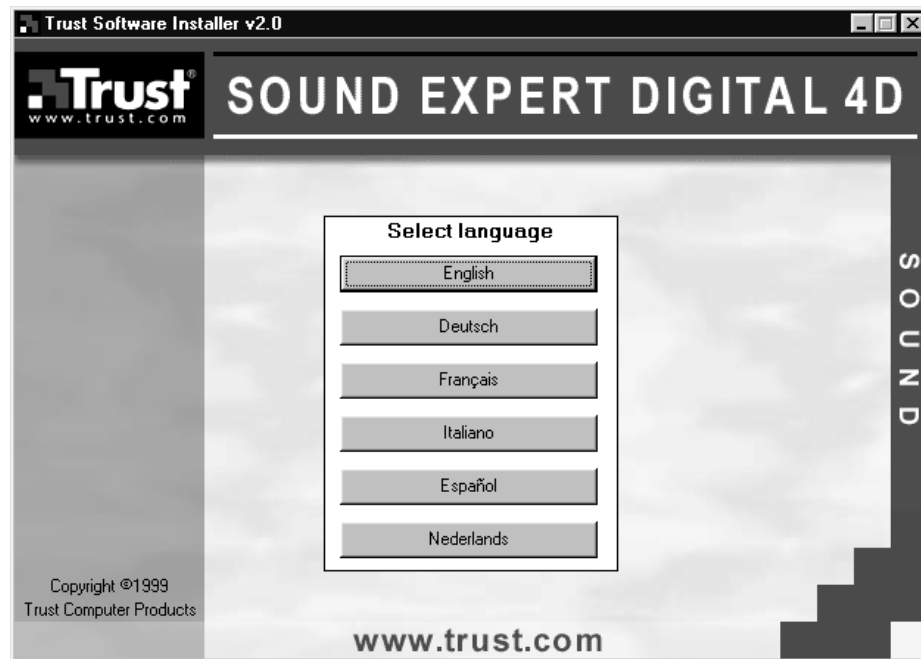 Trust Software Installer v2.0
Trust®
www.trust.com
SOUND EXPERT DIGITAL 4D
Select language
English
Deutsch
Français
Italiano
Español
Nederlands
SOUND
Copyright ©1999
Trust Computer Products
www.trust.com